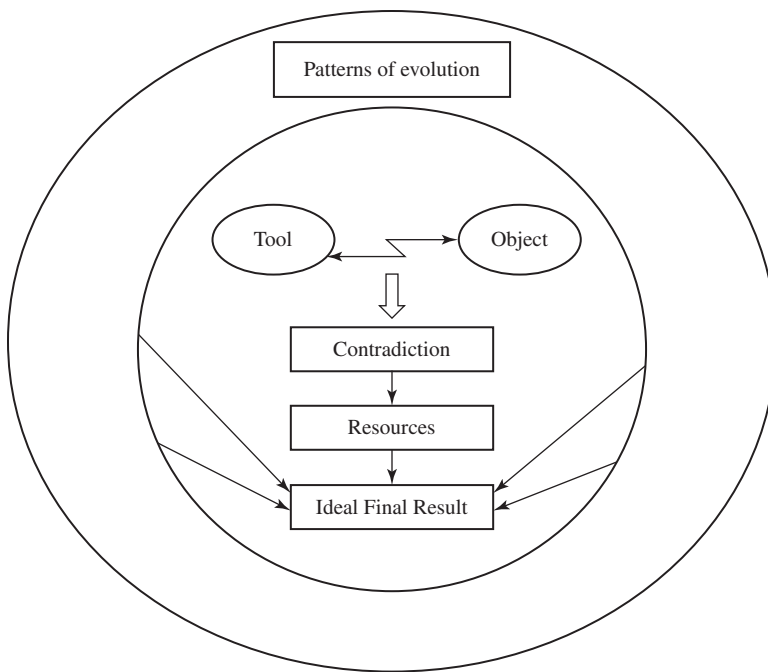 Patterns of evolution
Tool
Object
Contradiction
Resources
Ideal Final Result